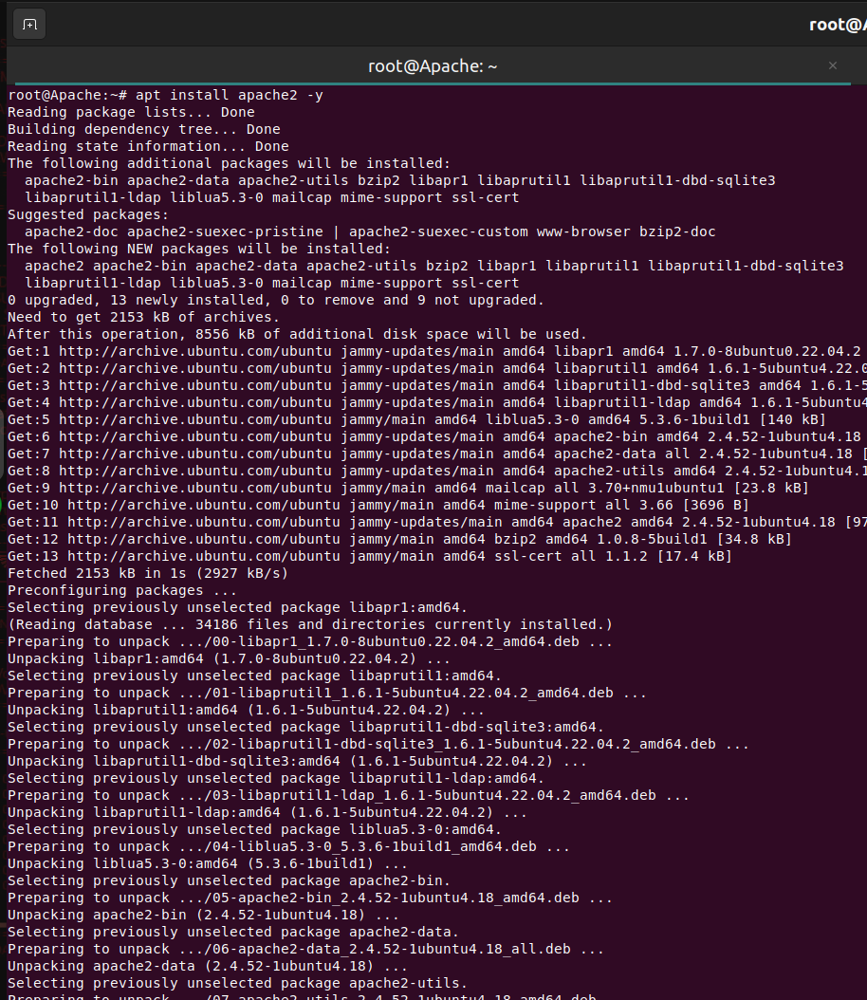 root@A
root@Apache: ~
root@Apache:~# apt install apache2 -y
Reading package lists... Done
Building dependency tree... Done
Reading state information... Done
The following additional packages will be installed:
  apache2-bin apache2-data apache2-utils bzip2 libapr1 libaprutil1 libaprutil1-dbd-sqlite3
  libaprutil1-ldap liblua5.3-0 mailcap mime-support ssl-cert
Suggested packages:
  apache2-doc apache2-suexec-pristine | apache2-suexec-custom www-browser bzip2-doc
The following NEW packages will be installed:
  apache2 apache2-bin apache2-data apache2-utils bzip2 libapr1 libaprutil1 libaprutil1-dbd-sqlite3
  libaprutil1-ldap liblua5.3-0 mailcap mime-support ssl-cert
0 upgraded, 13 newly installed, 0 to remove and 9 not upgraded.
Need to get 2153 kB of archives.
After this operation, 8556 kB of additional disk space will be used.
Get:1 http://archive.ubuntu.com/ubuntu jammy-updates/main amd64 libapr1 amd64 1.7.0-8ubuntu0.22.04.2
Get:2 http://archive.ubuntu.com/ubuntu jammy-updates/main amd64 libaprutil1 amd64 1.6.1-5ubuntu4.22.0
Get:3 http://archive.ubuntu.com/ubuntu jammy-updates/main amd64 libaprutil1-dbd-sqlite3 amd64 1.6.1-5
Get:4 http://archive.ubuntu.com/ubuntu jammy-updates/main amd64 libaprutil1-ldap amd64 1.6.1-5ubuntu4
Get:5 http://archive.ubuntu.com/ubuntu jammy/main amd64 liblua5.3-0 amd64 5.3.6-1build1 [140 kB]
Get:6 http://archive.ubuntu.com/ubuntu jammy-updates/main amd64 apache2-bin amd64 2.4.52-1ubuntu4.18
Get:7 http://archive.ubuntu.com/ubuntu jammy-updates/main amd64 apache2-data all 2.4.52-1ubuntu4.18 [
Get:8 http://archive.ubuntu.com/ubuntu jammy-updates/main amd64 apache2-utils amd64 2.4.52-1ubuntu4.1
Get:9 http://archive.ubuntu.com/ubuntu jammy/main amd64 mailcap all 3.70+nmu1ubuntu1 [23.8 kB]
Get:10 http://archive.ubuntu.com/ubuntu jammy/main amd64 mime-support all 3.66 [3696 B]
Get:11 http://archive.ubuntu.com/ubuntu jammy-updates/main amd64 apache2 amd64 2.4.52-1ubuntu4.18 [97
Get:12 http://archive.ubuntu.com/ubuntu jammy/main amd64 bzip2 amd64 1.0.8-5build1 [34.8 kB]
Get:13 http://archive.ubuntu.com/ubuntu jammy/main amd64 ssl-cert all 1.1.2 [17.4 kB]
Fetched 2153 kB in 1s (2927 kB/s)
Preconfiguring packages ...
Selecting previously unselected package libapr1:amd64.
(Reading database ... 34186 files and directories currently installed.)
Preparing to unpack .../00-libapr1_1.7.0-8ubuntu0.22.04.2_amd64.deb ...
Unpacking libapr1:amd64 (1.7.0-8ubuntu0.22.04.2) ...
Selecting previously unselected package libaprutil1:amd64.
Preparing to unpack .../01-libaprutil1_1.6.1-5ubuntu4.22.04.2_amd64.deb ...
Unpacking libaprutil1:amd64 (1.6.1-5ubuntu4.22.04.2) ...
Selecting previously unselected package libaprutil1-dbd-sqlite3:amd64.
Preparing to unpack .../02-libaprutil1-dbd-sqlite3_1.6.1-5ubuntu4.22.04.2_amd64.deb ...
Unpacking libaprutil1-dbd-sqlite3:amd64 (1.6.1-5ubuntu4.22.04.2) ...
Selecting previously unselected package libaprutil1-ldap:amd64.
Preparing to unpack .../03-libaprutil1-ldap_1.6.1-5ubuntu4.22.04.2_amd64.deb ...
Unpacking libaprutil1-ldap:amd64 (1.6.1-5ubuntu4.22.04.2) ...
Selecting previously unselected package liblua5.3-0:amd64.
Preparing to unpack .../04-liblua5.3-0_5.3.6-1build1_amd64.deb ...
Unpacking liblua5.3-0:amd64 (5.3.6-1build1) ...
Selecting previously unselected package apache2-bin.
Preparing to unpack .../05-apache2-bin_2.4.52-1ubuntu4.18_amd64.deb ...
Unpacking apache2-bin (2.4.52-1ubuntu4.18) ...
Selecting previously unselected package apache2-data.
Preparing to unpack .../06-apache2-data_2.4.52-1ubuntu4.18_all.deb ...
Unpacking apache2-data (2.4.52-1ubuntu4.18) ...
Selecting previously unselected package apache2-utils.
Preparing to unpack .../07-apache2-utils_2.4.52-1ubuntu4.18_amd64.deb